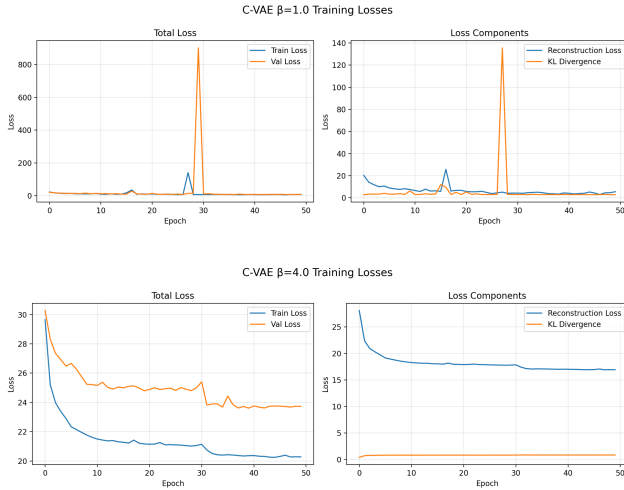 C-VAE β=1.0 Training Losses
Total Loss
Loss Components
Train Loss
Val Loss
Reconstruction Loss
KL Divergence
Loss
800
600
400
200
0
0 10 20 30 40 50
Epoch
Loss
140
120
100
80
60
40
20
0
0 10 20 30 40 50
Epoch
C-VAE β=4.0 Training Losses
Total Loss
Loss Components
Train Loss
Val Loss
Reconstruction Loss
KL Divergence
Loss
30
28
26
24
22
20
0 10 20 30 40 50
Epoch
Loss
25
20
15
10
5
0
0 10 20 30 40 50
Epoch